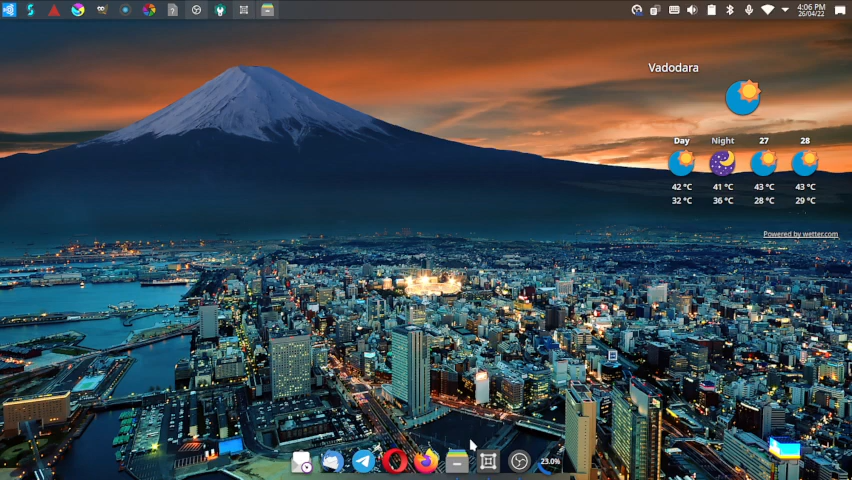 4:06 PM
26/04/22
Vadodara
Day Night 27 28
42 °C 41 °C 43 °C 43 °C
32 °C 36 °C 28 °C 29 °C
Powered by wetter.com
23.0%